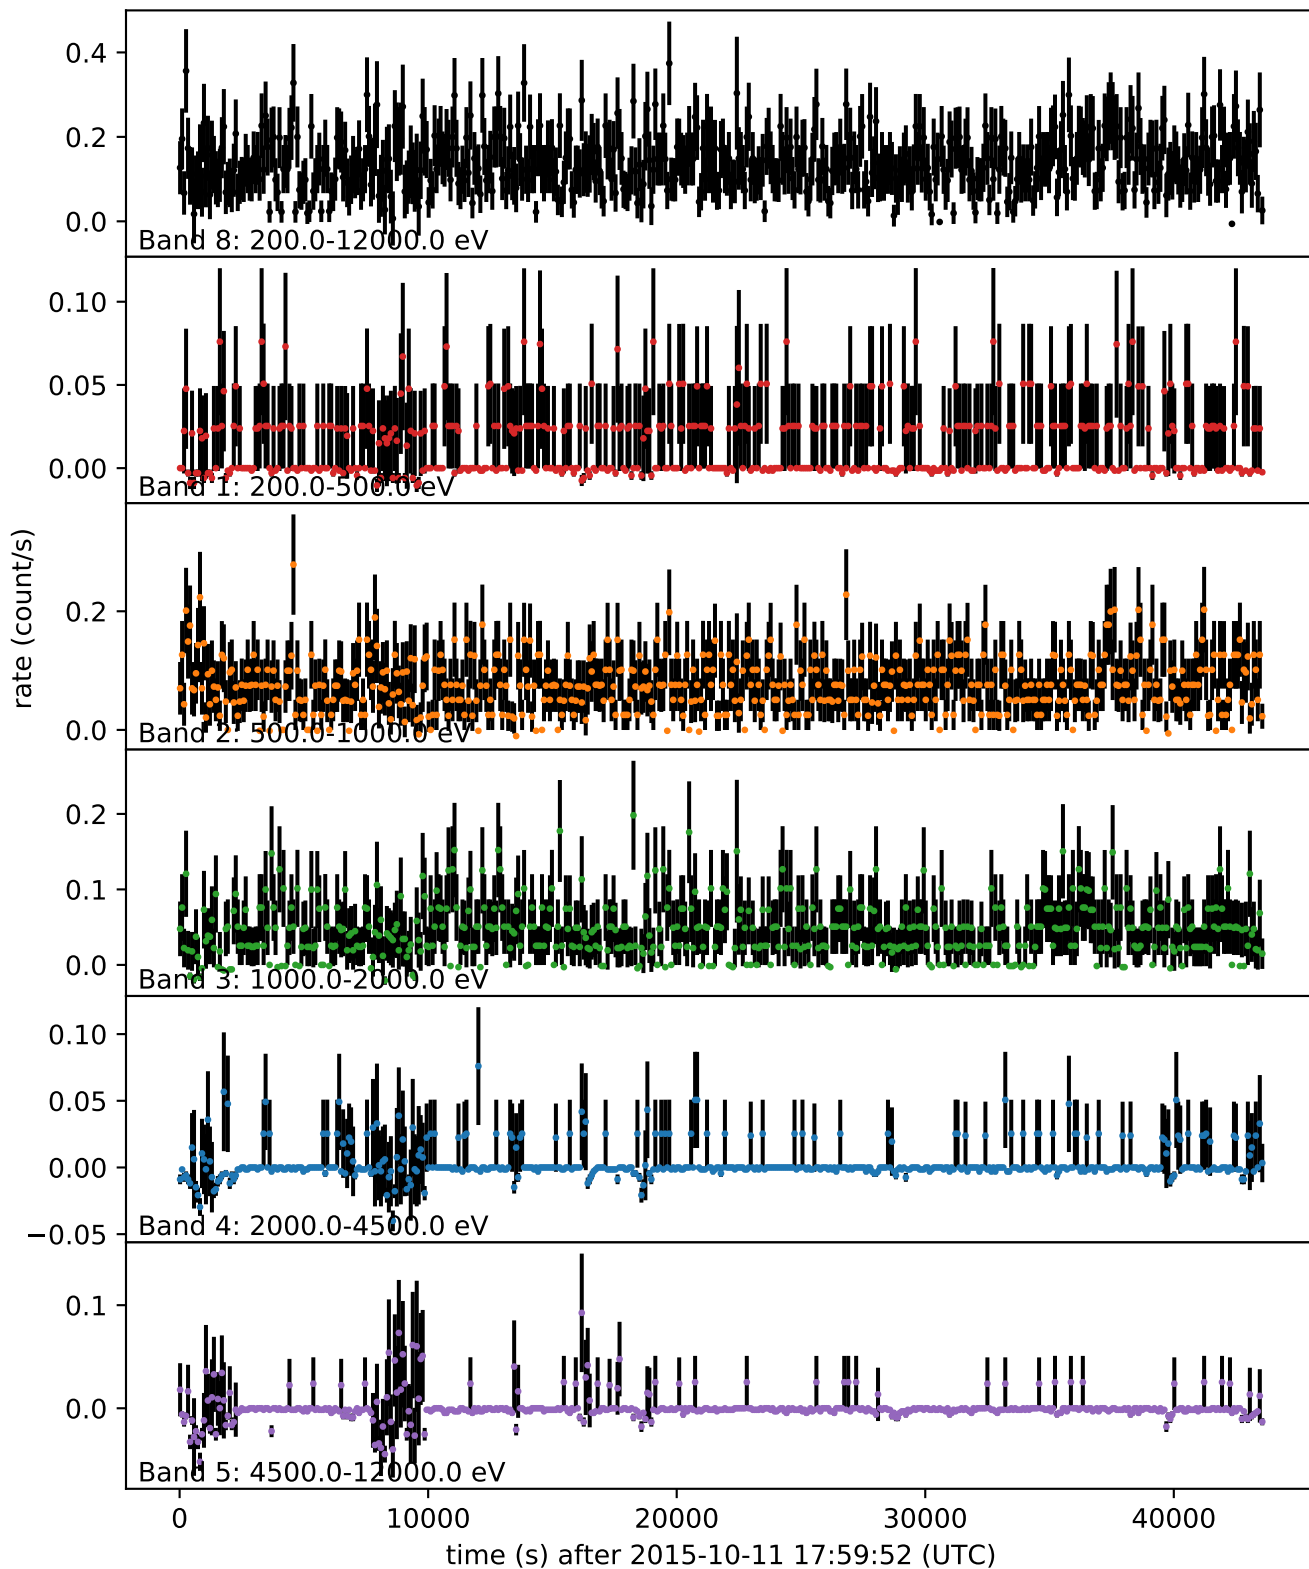 0.4
0.2
0.0
Band 8: 200.0-12000.0 eV
0.10
0.05
0.00
Band 1: 200.0-500.0 eV
rate (count/s)
0.2
0.0
Band 2: 500.0-1000.0 eV
0.2
0.1
0.0
Band 3: 1000.0-2000.0 eV
0.10
0.05
0.00
−0.05
Band 4: 2000.0-4500.0 eV
0.1
0.0
Band 5: 4500.0-12000.0 eV
0 10000 20000 30000 40000
time (s) after 2015-10-11 17:59:52 (UTC)